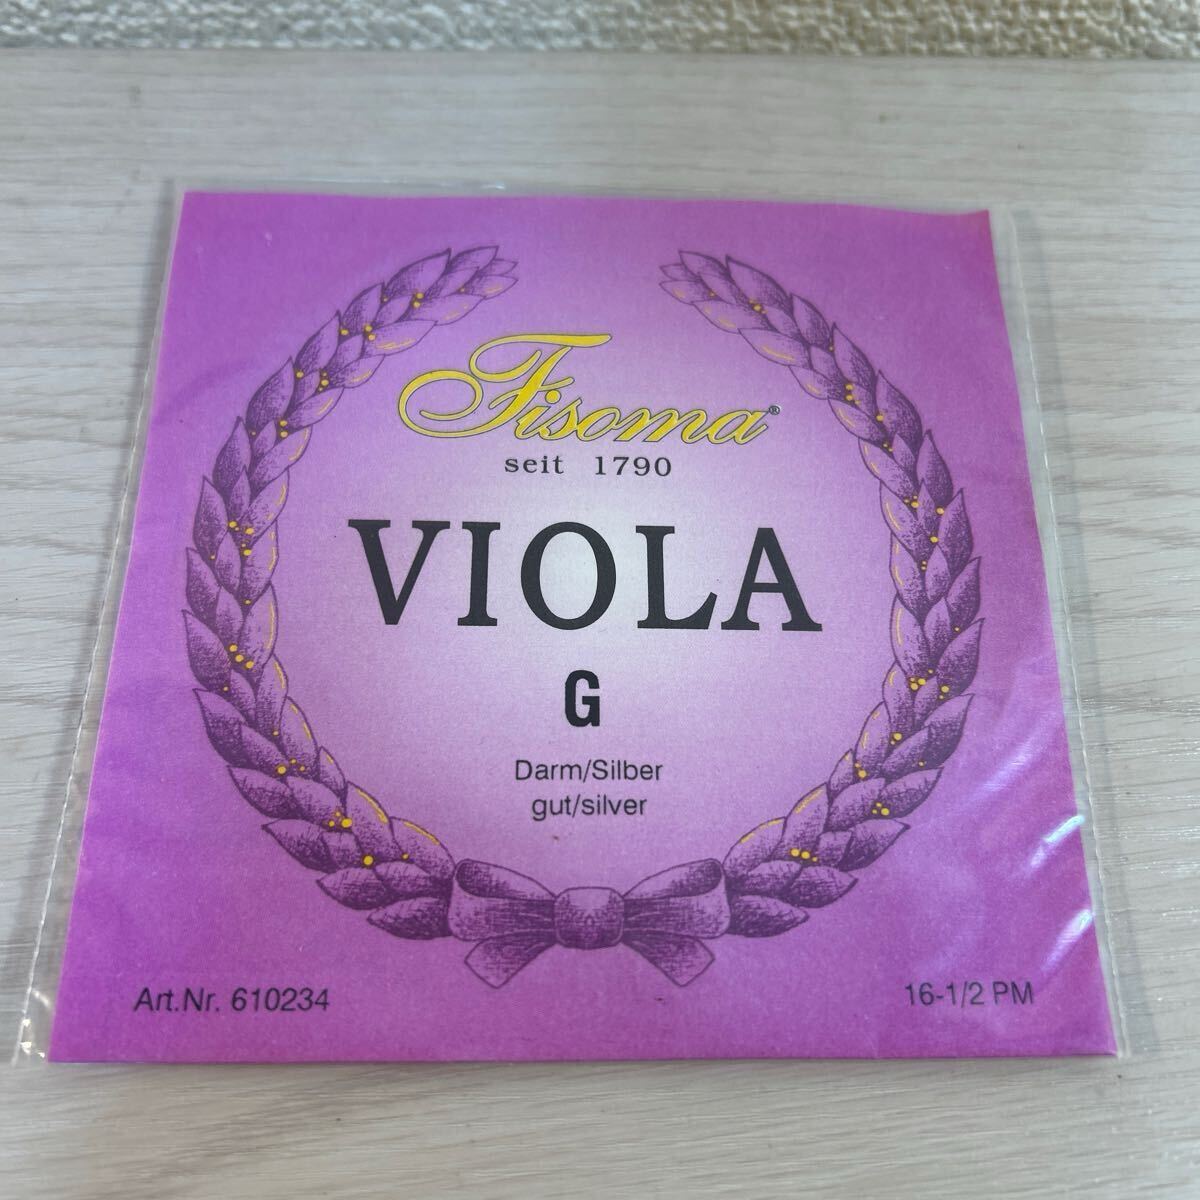 Fisoma®
seit 1790
VIOLA
G
Darm/Silber
gut/silver
Art.Nr. 610234
16-1/2 PM